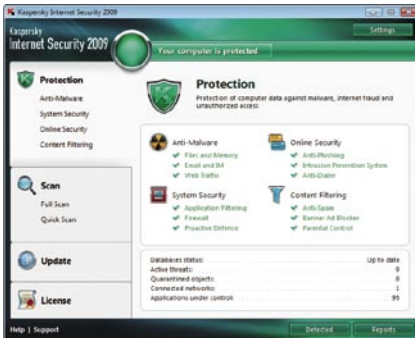 Kaspersky Internet Security 2009
Kaspersky
Internet Security 2009
Your computer is protected
Settings
Protection
Anti-Malware
System Security
Online Security
Content Filtering
Scan
Full Scan
Quick Scan
Update
License
Protection
Protection of computer data against malware, internet fraud and
unauthorized access
Anti-Malware
Files and Memory
Email and IM
Web Traffic
Online Security
Anti-Phishing
Intrusion Prevention System
Anti-Dialer
System Security
Application Filtering
Firewall
Proactive Defence
Content Filtering
Anti-Spam
Banner Ad Blocker
Parental Control
Databases status: Up to date
Active threats: 0
Quarantined objects: 0
Connected networks: 1
Applications under control: 95
Help | Support
Detected
Reports